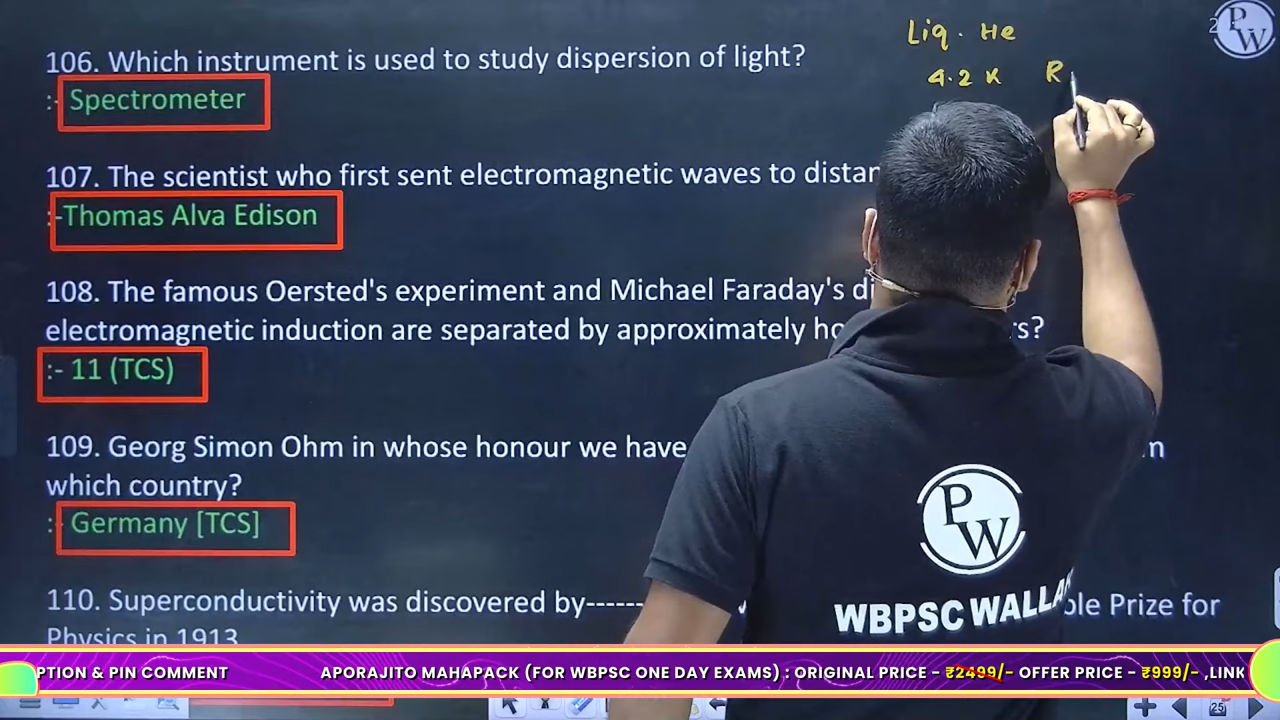 Liq. He
4.2 K R
PW
106. Which instrument is used to study dispersion of light?
:- Spectrometer
107. The scientist who first sent electromagnetic waves to distan
:-Thomas Alva Edison
108. The famous Oersted's experiment and Michael Faraday's di
electromagnetic induction are separated by approximately ho rs?
:- 11 (TCS)
109. Georg Simon Ohm in whose honour we have
which country?
:- Germany [TCS]
110. Superconductivity was discovered by------ ble Prize for
Physics in 1913
PW
WBPSC WALLA
PTION & PIN COMMENT APORAJITO MAHAPACK (FOR WBPSC ONE DAY EXAMS) : ORIGINAL PRICE - ₹2499/- OFFER PRICE - ₹999/- ,LINK
25